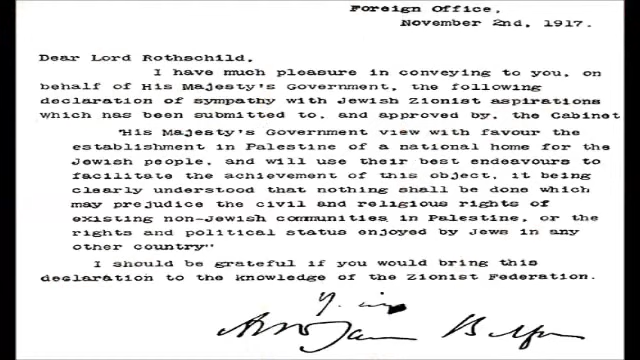 Foreign Office,
November 2nd, 1917.
Dear Lord Rothschild,
I have much pleasure in conveying to you, on
behalf of His Majesty's Government, the following
declaration of sympathy with Jewish Zionist aspirations
which has been submitted to, and approved by, the Cabinet
"His Majesty's Government view with favour the
establishment in Palestine of a national home for the
Jewish people, and will use their best endeavours to
facilitate the achievement of this object, it being
clearly understood that nothing shall be done which
may prejudice the civil and religious rights of
existing non-Jewish communities in Palestine, or the
rights and political status enjoyed by Jews in any
other country"
I should be grateful if you would bring this
declaration to the knowledge of the Zionist Federation.